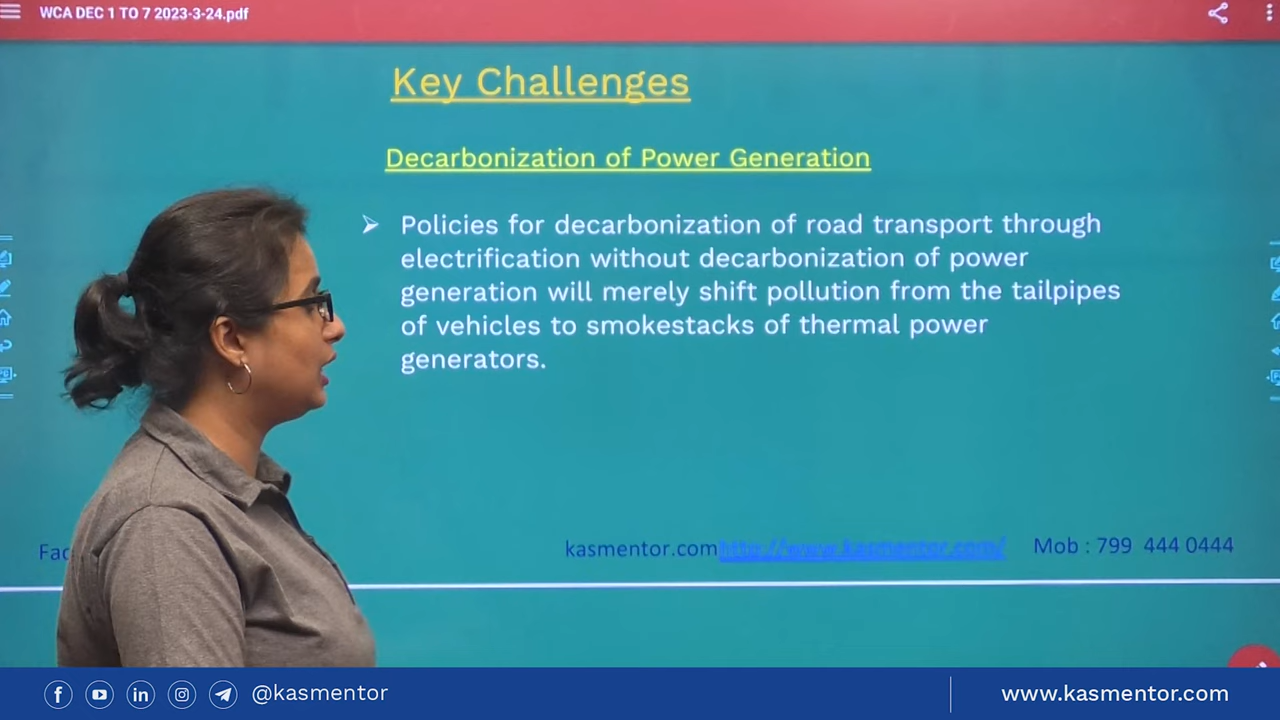 WCA DEC 1 TO 7 2023-3-24.pdf
Key Challenges
Decarbonization of Power Generation
Policies for decarbonization of road transport through
electrification without decarbonization of power
generation will merely shift pollution from the tailpipes
of vehicles to smokestacks of thermal power
generators.
kasmentor.comhttp://www.kasmentor.com/ Mob : 799 444 0444
@kasmentor www.kasmentor.com